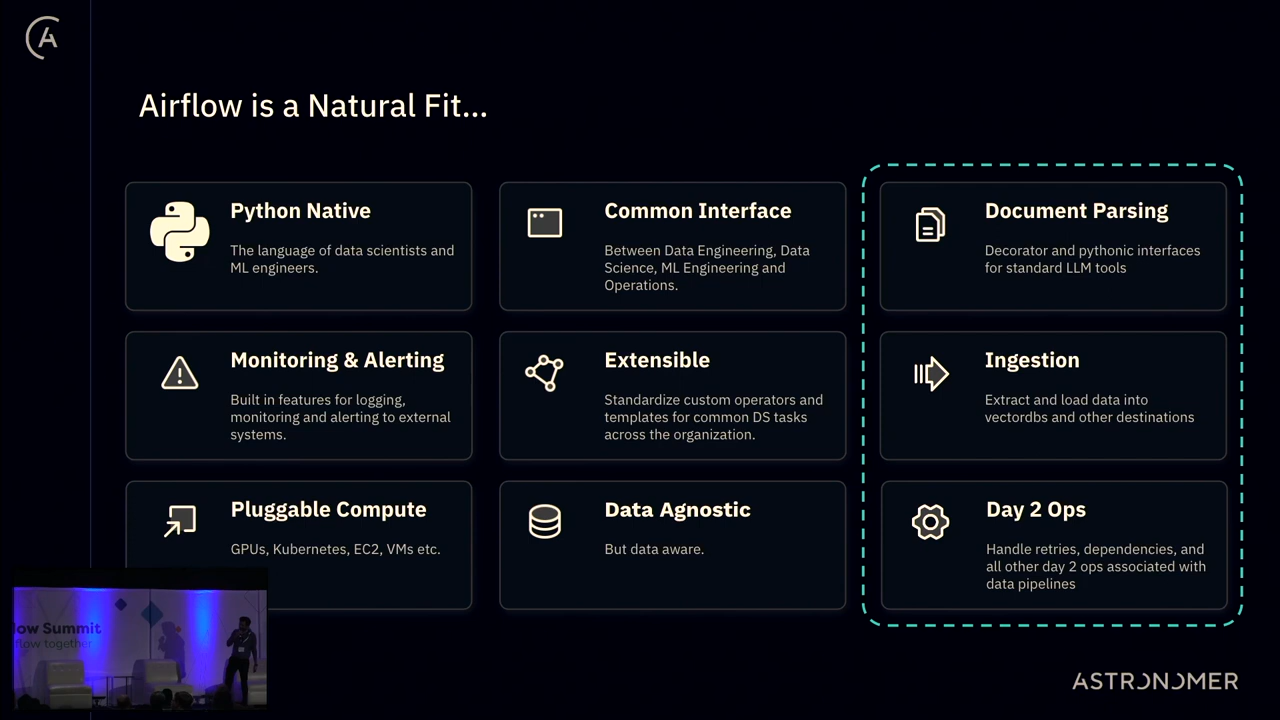 Airflow is a Natural Fit...
Python Native
The language of data scientists and
ML engineers.
Common Interface
Between Data Engineering, Data
Science, ML Engineering and
Operations.
Document Parsing
Decorator and pythonic interfaces
for standard LLM tools
Monitoring & Alerting
Built in features for logging,
monitoring and alerting to external
systems.
Extensible
Standardize custom operators and
templates for common DS tasks
across the organization.
Ingestion
Extract and load data into
vectordbs and other destinations
Pluggable Compute
GPUs, Kubernetes, EC2, VMs etc.
Data Agnostic
But data aware.
Day 2 Ops
Handle retries, dependencies, and
all other day 2 ops associated with
data pipelines
low Summit
flow together
ASTRONOMER